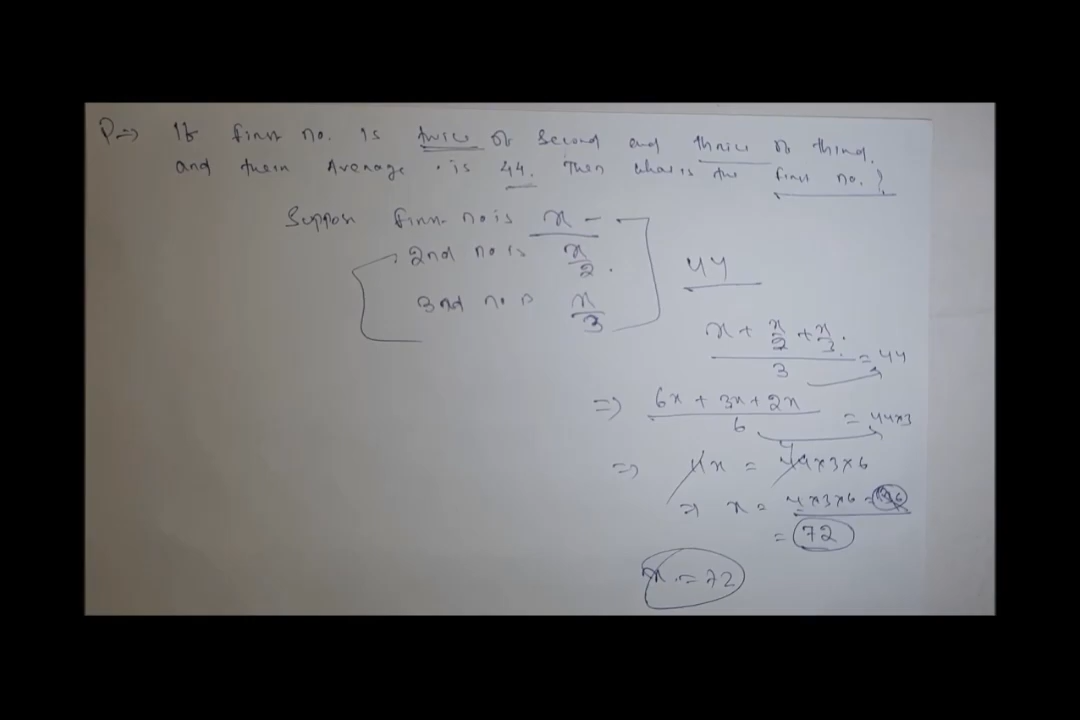 P⇒ If first no. is twice of second and thrice of third.
and their Average is 44. Then what is the first no.?
Suppose first no is x
2nd no is x/2.
3rd no is x/3
44
(x + x/2 + x/3)/3 = 44
⇒ (6x + 3x + 2x)/6 = 44×3
⇒ 11x = 44×3×6
⇒ x = 4×3×6
= 72
x = 72